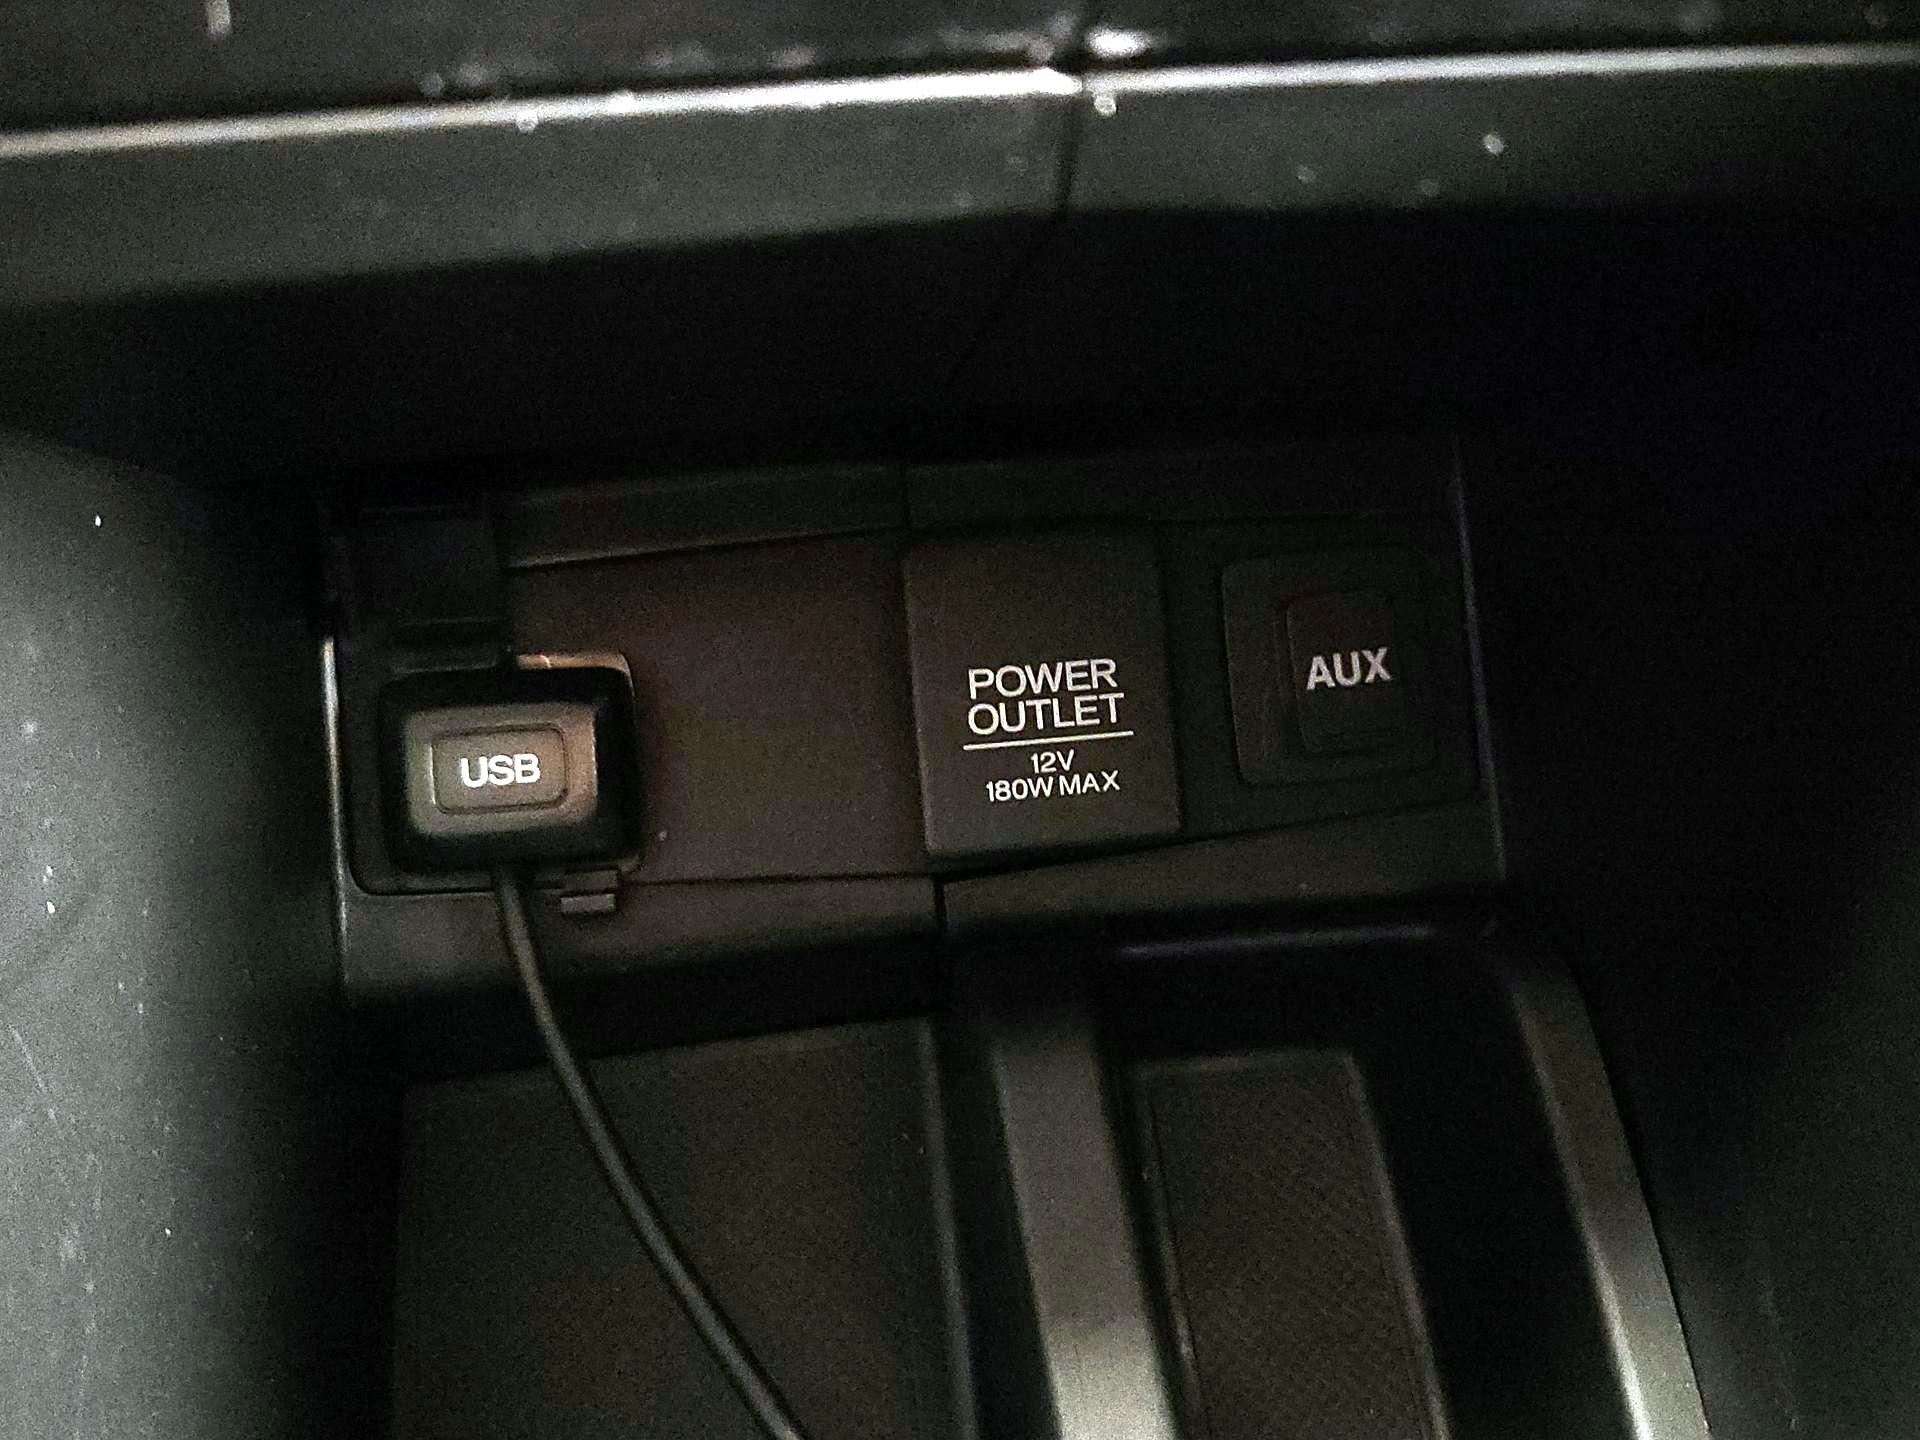 USB
POWER
OUTLET
12V
180W MAX
AUX